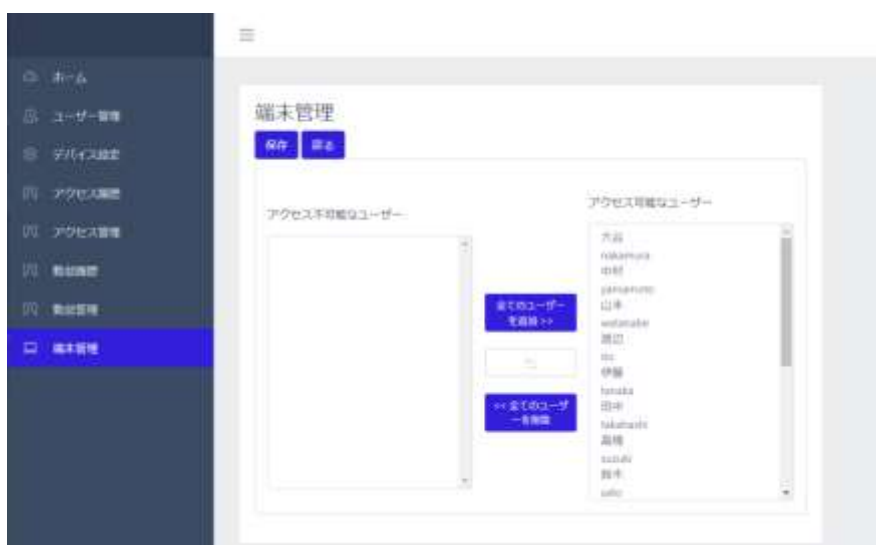 ホーム
ユーザー管理
デバイス設定
アクセス履歴
アクセス管理
勤怠履歴
勤怠管理
端末管理
端末管理
保存
戻る
アクセス不可能なユーザー
全てのユーザー
を追加 >>
<< 全てのユーザ
ーを削除
アクセス可能なユーザー
大谷
nakamura
中村
yamamoto
山本
watanabe
渡辺
ito
伊藤
tanaka
田中
takahashi
高橋
suzuki
鈴木
sato